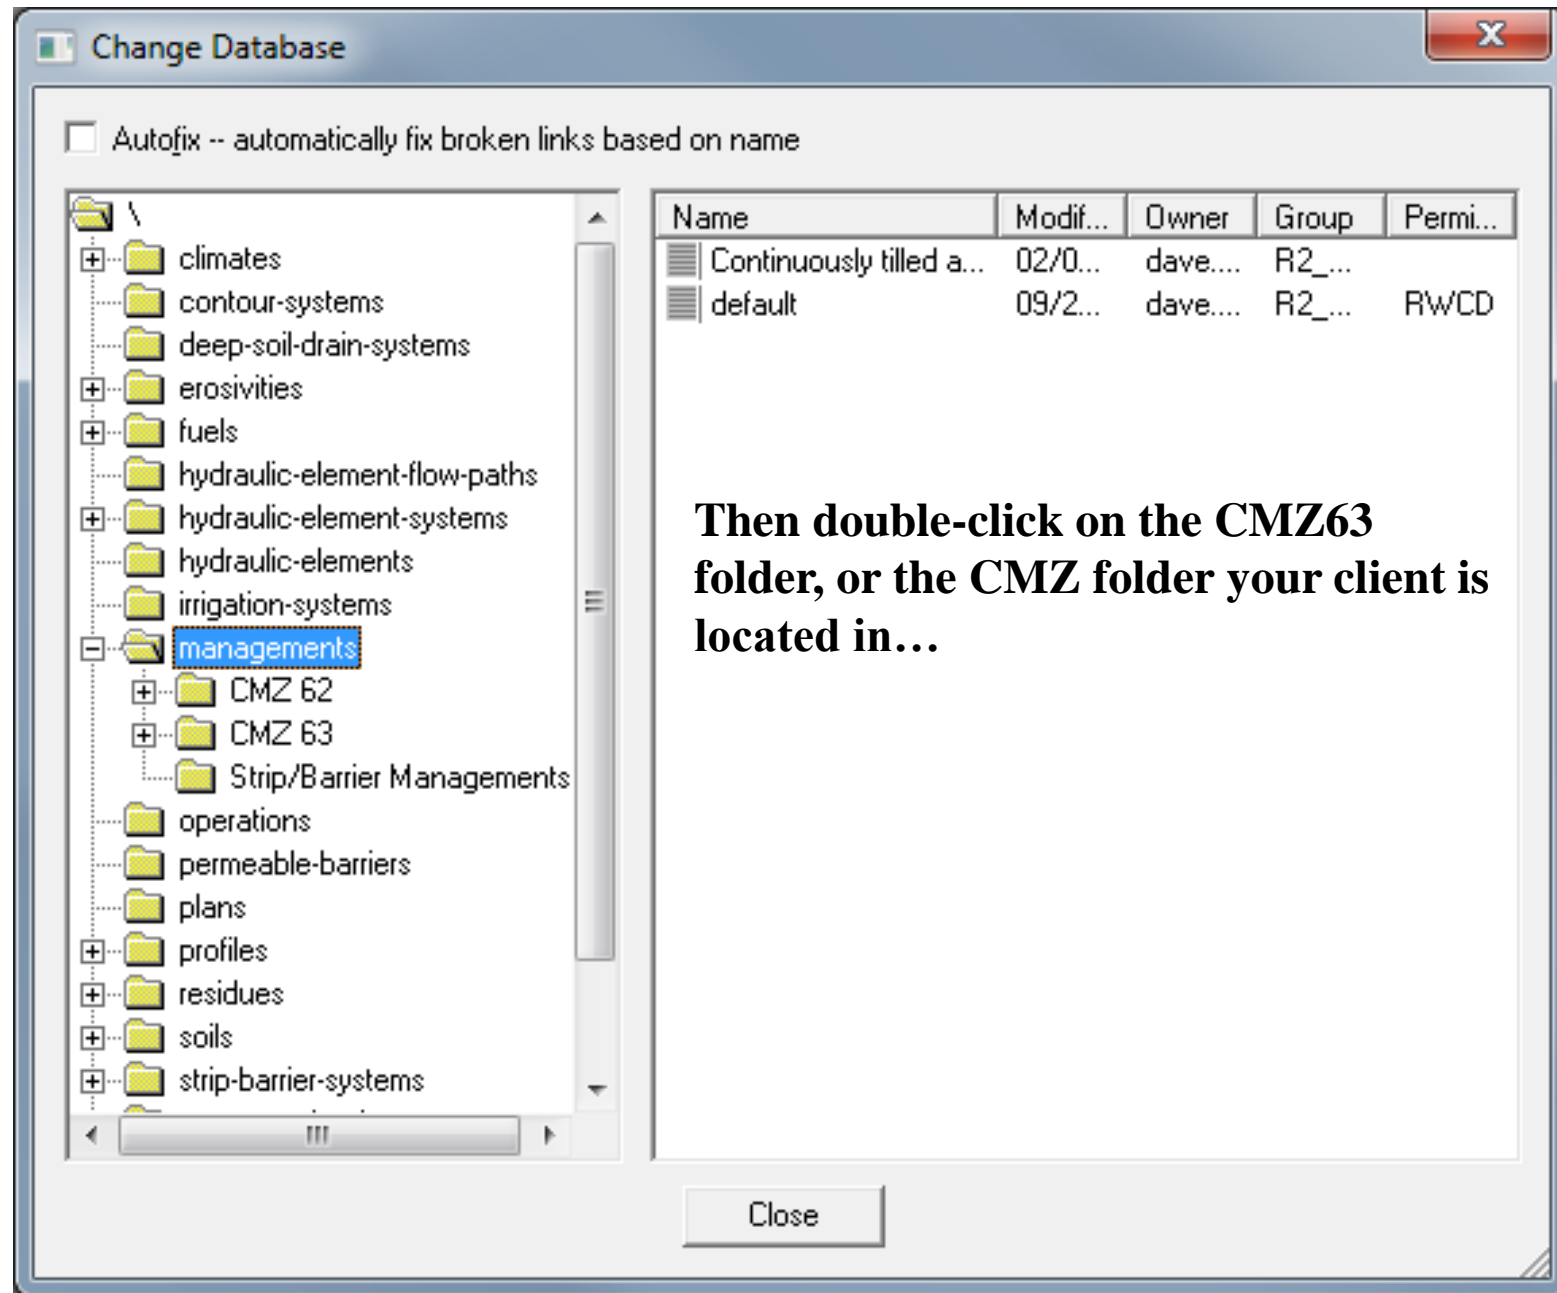 Change Database
Autofix -- automatically fix broken links based on name
\
climates
contour-systems
deep-soil-drain-systems
erosivities
fuels
hydraulic-element-flow-paths
hydraulic-element-systems
hydraulic-elements
irrigation-systems
managements
CMZ 62
CMZ 63
Strip/Barrier Managements
operations
permeable-barriers
plans
profiles
residues
soils
strip-barrier-systems
Name Modif... Owner Group Permi...
Continuously tilled a... 02/0... dave.... R2_...
default 09/2... dave.... R2_... RWCD
Then double-click on the CMZ63
folder, or the CMZ folder your client is
located in…
Close